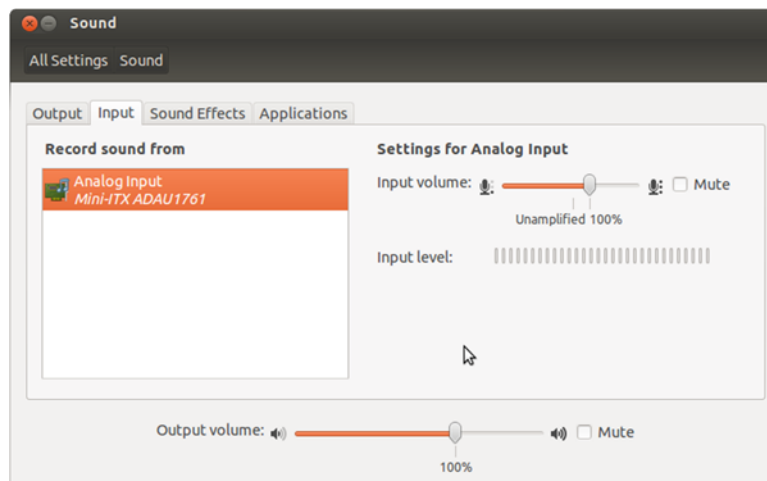 Sound
All Settings Sound
Output Input Sound Effects Applications
Record sound from
Analog Input
Mini-ITX ADAU1761
Settings for Analog Input
Input volume: Mute
Unamplified 100%
Input level:
Output volume: Mute
100%